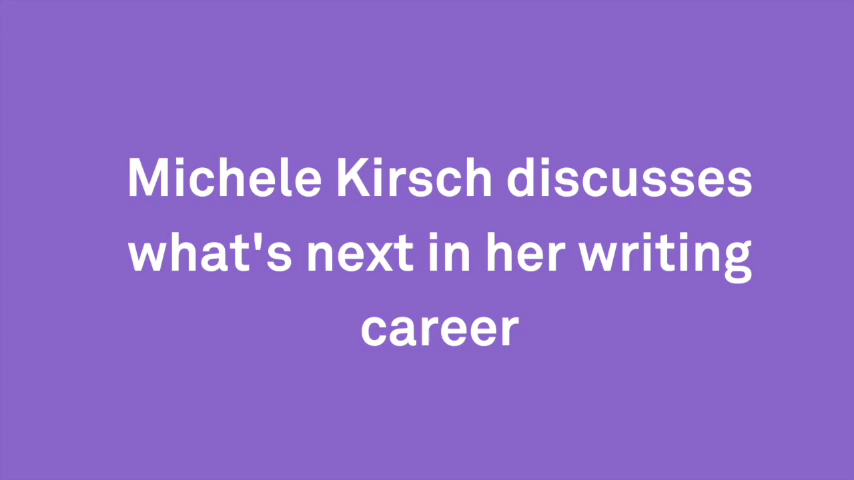 Michele Kirsch discusses
what's next in her writing
career